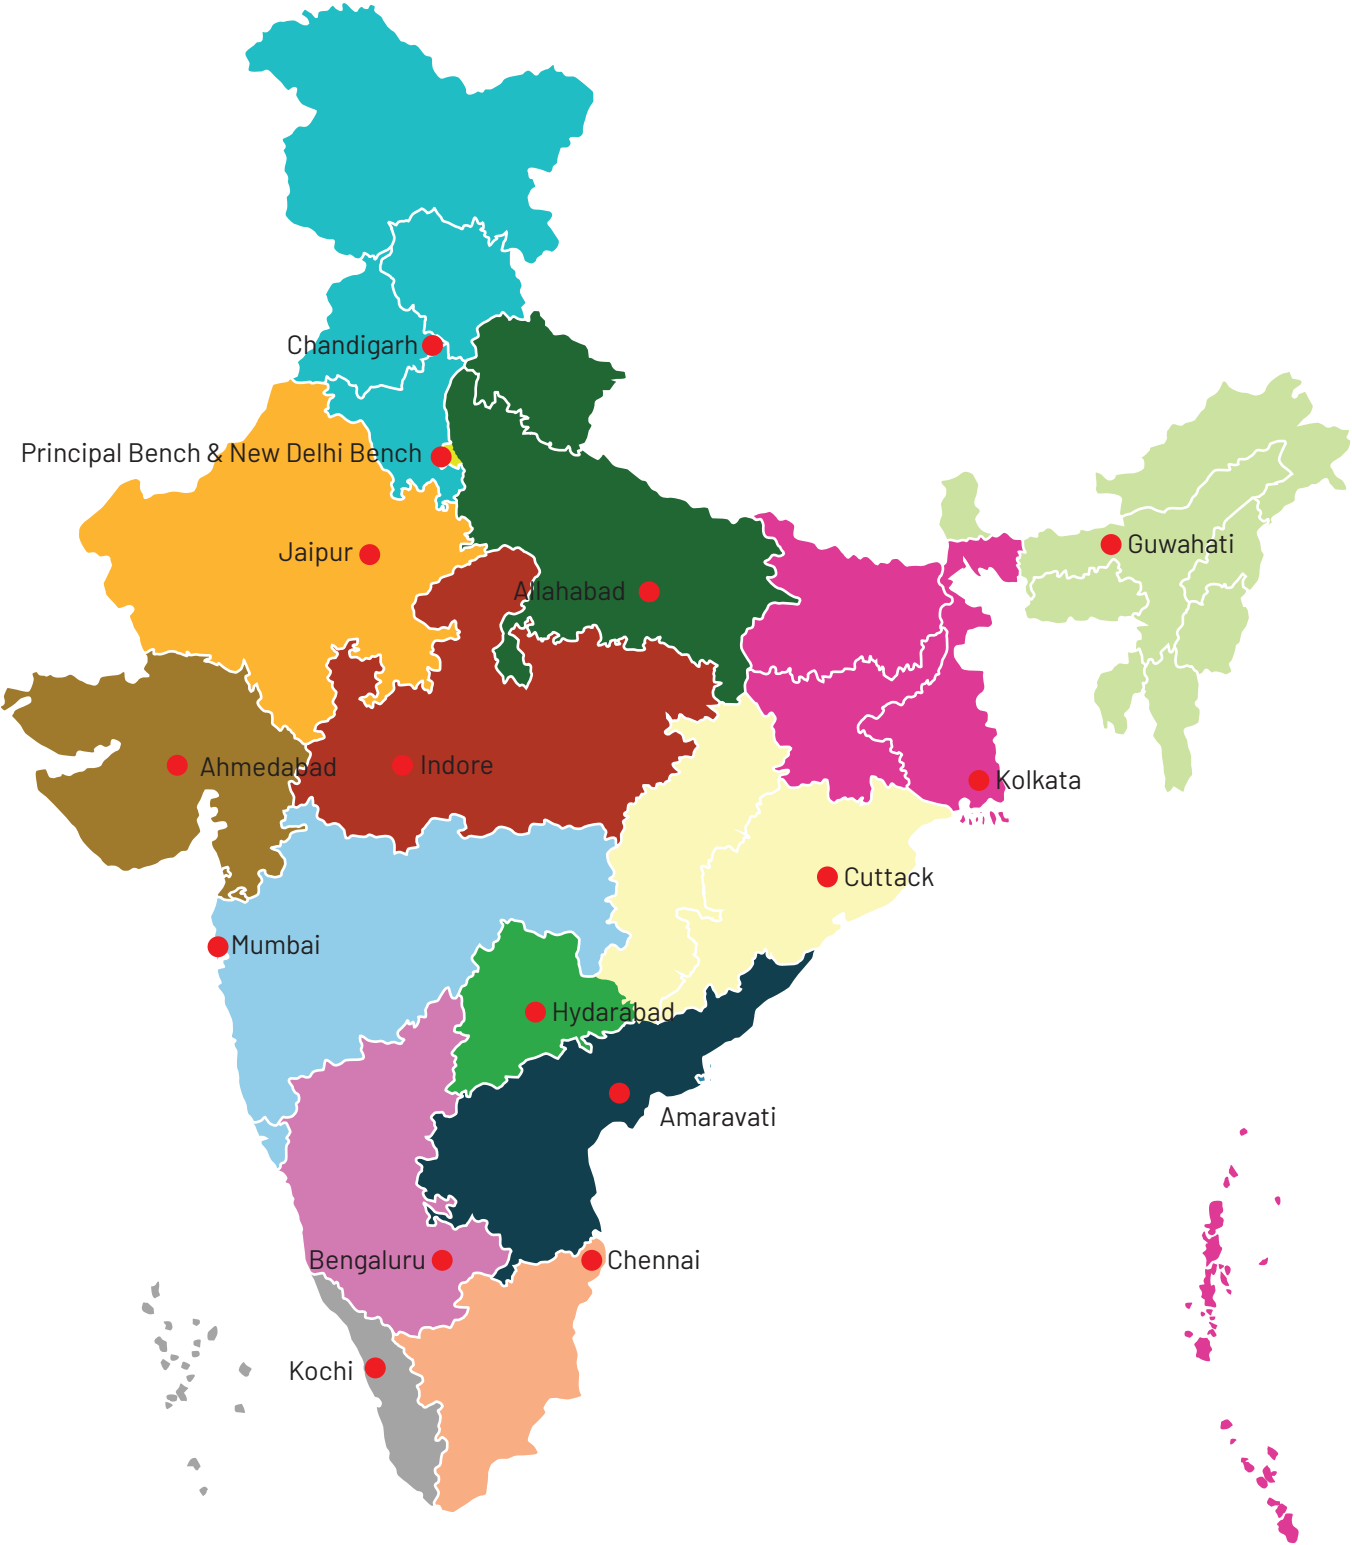 Chandigarh
Principal Bench & New Delhi Bench
Jaipur
Guwahati
Allahabad
Ahmedabad
Indore
Kolkata
Cuttack
Mumbai
Hydarabad
Amaravati
Bengaluru
Chennai
Kochi